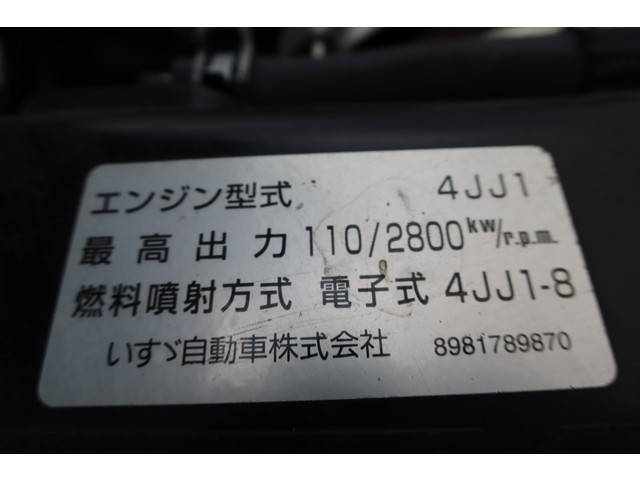 エンジン型式 4JJ1
最高出力 110/2800kw/r.p.m.
燃料噴射方式 電子式 4JJ1-8
いすゞ自動車株式会社 8981789870